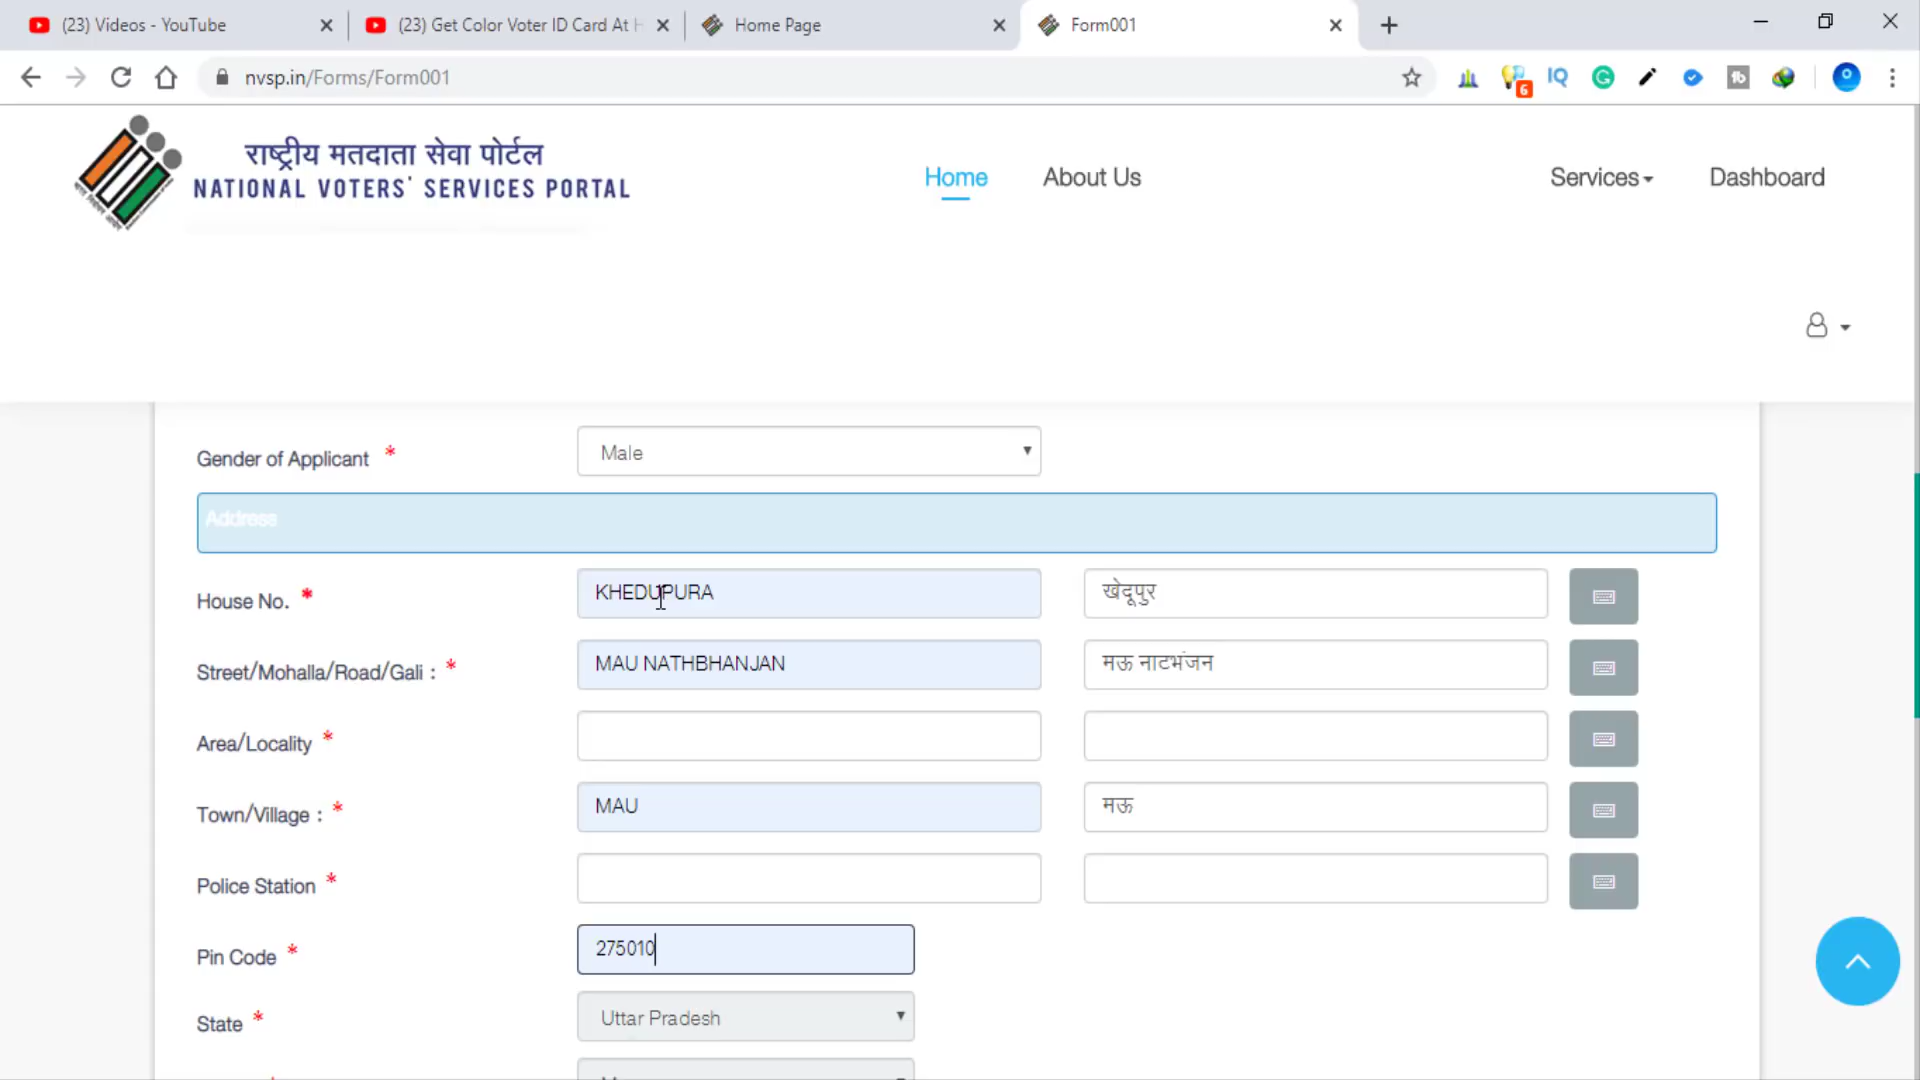 (23) Videos - YouTube
(23) Get Color Voter ID Card At H
Home Page
Form001
nvsp.in/Forms/Form001
IQ
6
राष्ट्रीय मतदाता सेवा पोर्टल
NATIONAL VOTERS' SERVICES PORTAL
Home
About Us
Services
Dashboard
Gender of Applicant *
Male
Address
House No. *
KHEDUPURA
खेदूपुर
Street/Mohalla/Road/Gali : *
MAU NATHBHANJAN
मऊ नाटभंजन
Area/Locality *
Town/Village : *
MAU
मऊ
Police Station *
Pin Code *
275010
State *
Uttar Pradesh